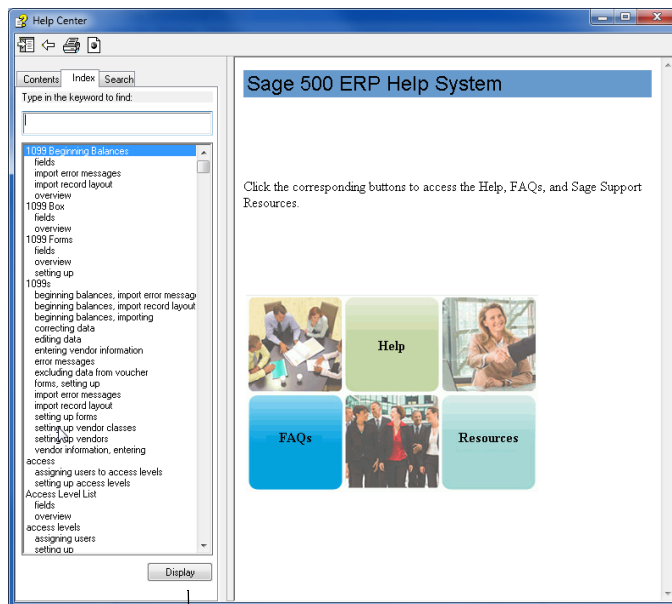 Help Center
Contents Index Search
Type in the keyword to find:
1099 Beginning Balances
fields
import error messages
import record layout
overview
1099 Box
fields
overview
1099 Forms
fields
overview
setting up
1099s
beginning balances, import error messag
beginning balances, import record layout
beginning balances, importing
correcting data
editing data
entering vendor information
error messages
excluding data from voucher
forms, setting up
import error messages
import record layout
setting up forms
setting up vendor classes
setting up vendors
vendor information, entering
access
assigning users to access levels
setting up access levels
Access Level List
fields
overview
access levels
assigning users
setting up
Display
Sage 500 ERP Help System
Click the corresponding buttons to access the Help, FAQs, and Sage Support
Resources.
Help
FAQs
Resources